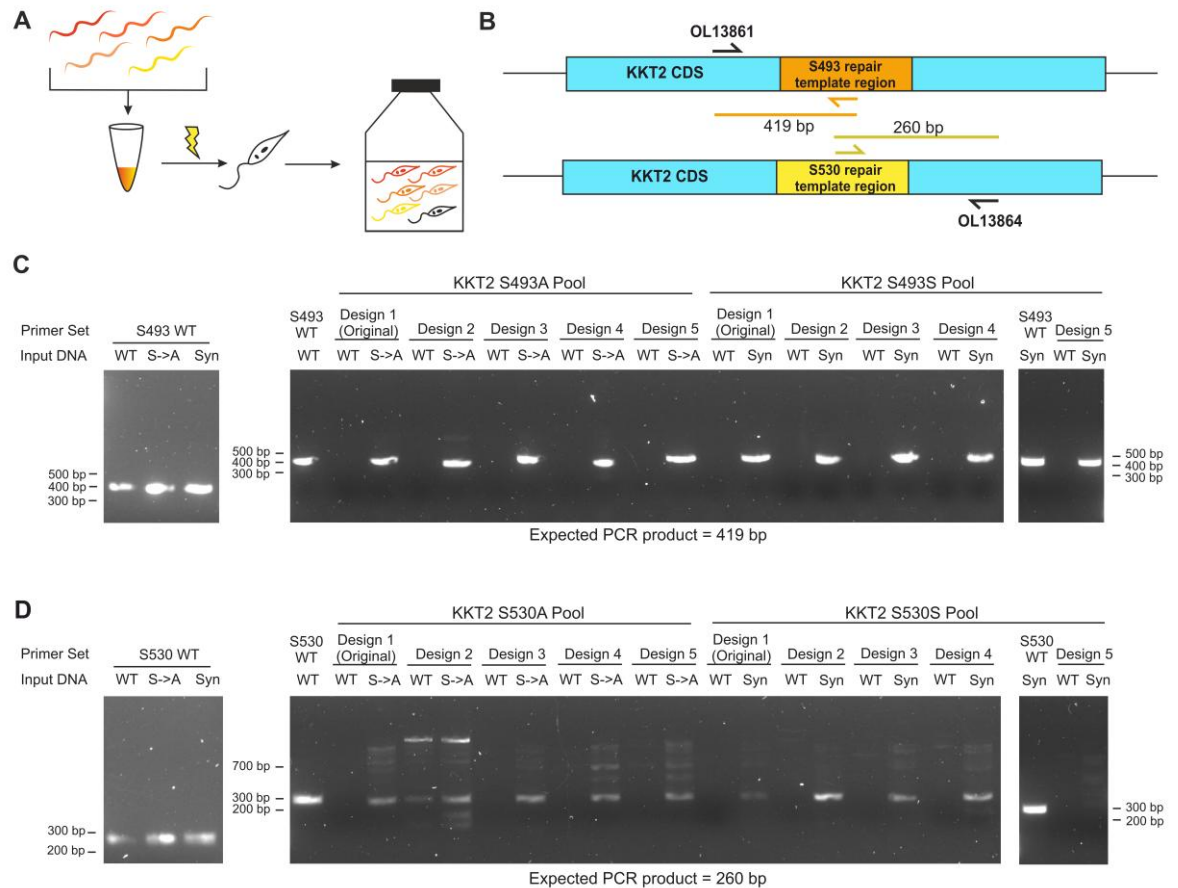 A
B
OL13861
KKT2 CDS
S493 repair
template region
419 bp
260 bp
KKT2 CDS
S530 repair
template region
OL13864
C
KKT2 S493A Pool
KKT2 S493S Pool
Primer Set
S493 WT
S493
WT
Design 1
(Original)
Design 2
Design 3
Design 4
Design 5
Design 1
(Original)
Design 2
Design 3
Design 4
S493
WT
Design 5
Input DNA
WT S->A Syn
WT WT S->A WT S->A WT S->A WT S->A WT S->A WT Syn WT Syn WT Syn WT Syn
Syn WT Syn
500 bp
400 bp
300 bp
500 bp
400 bp
300 bp
500 bp
400 bp
300 bp
Expected PCR product = 419 bp
D
KKT2 S530A Pool
KKT2 S530S Pool
Primer Set
S530 WT
S530
WT
Design 1
(Original)
Design 2
Design 3
Design 4
Design 5
Design 1
(Original)
Design 2
Design 3
Design 4
S530
WT
Design 5
Input DNA
WT S->A Syn
WT WT S->A WT S->A WT S->A WT S->A WT S->A WT Syn WT Syn WT Syn WT Syn
Syn WT Syn
300 bp
200 bp
700 bp
300 bp
200 bp
300 bp
200 bp
Expected PCR product = 260 bp